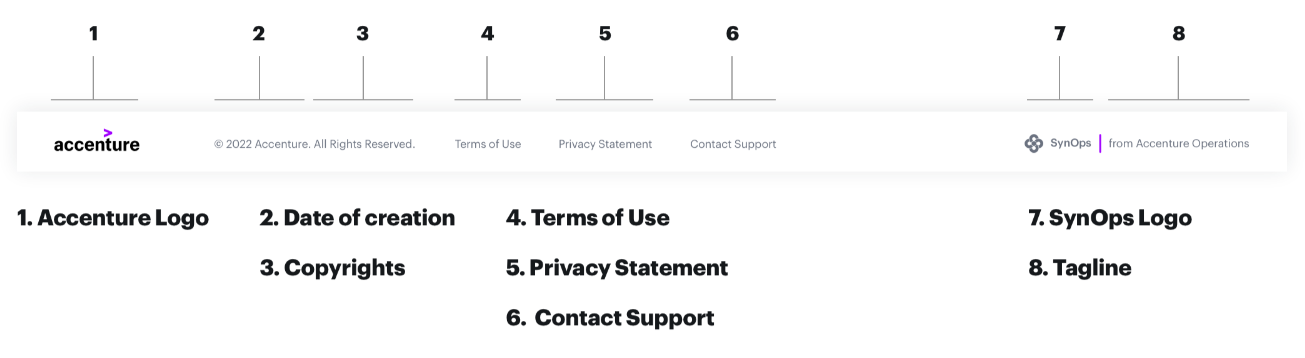 1 2 3 4 5 6 7 8
accenture © 2022 Accenture. All Rights Reserved. Terms of Use Privacy Statement Contact Support SynOps from Accenture Operations
1. Accenture Logo 2. Date of creation 4. Terms of Use 7. SynOps Logo
3. Copyrights 5. Privacy Statement 8. Tagline
6. Contact Support